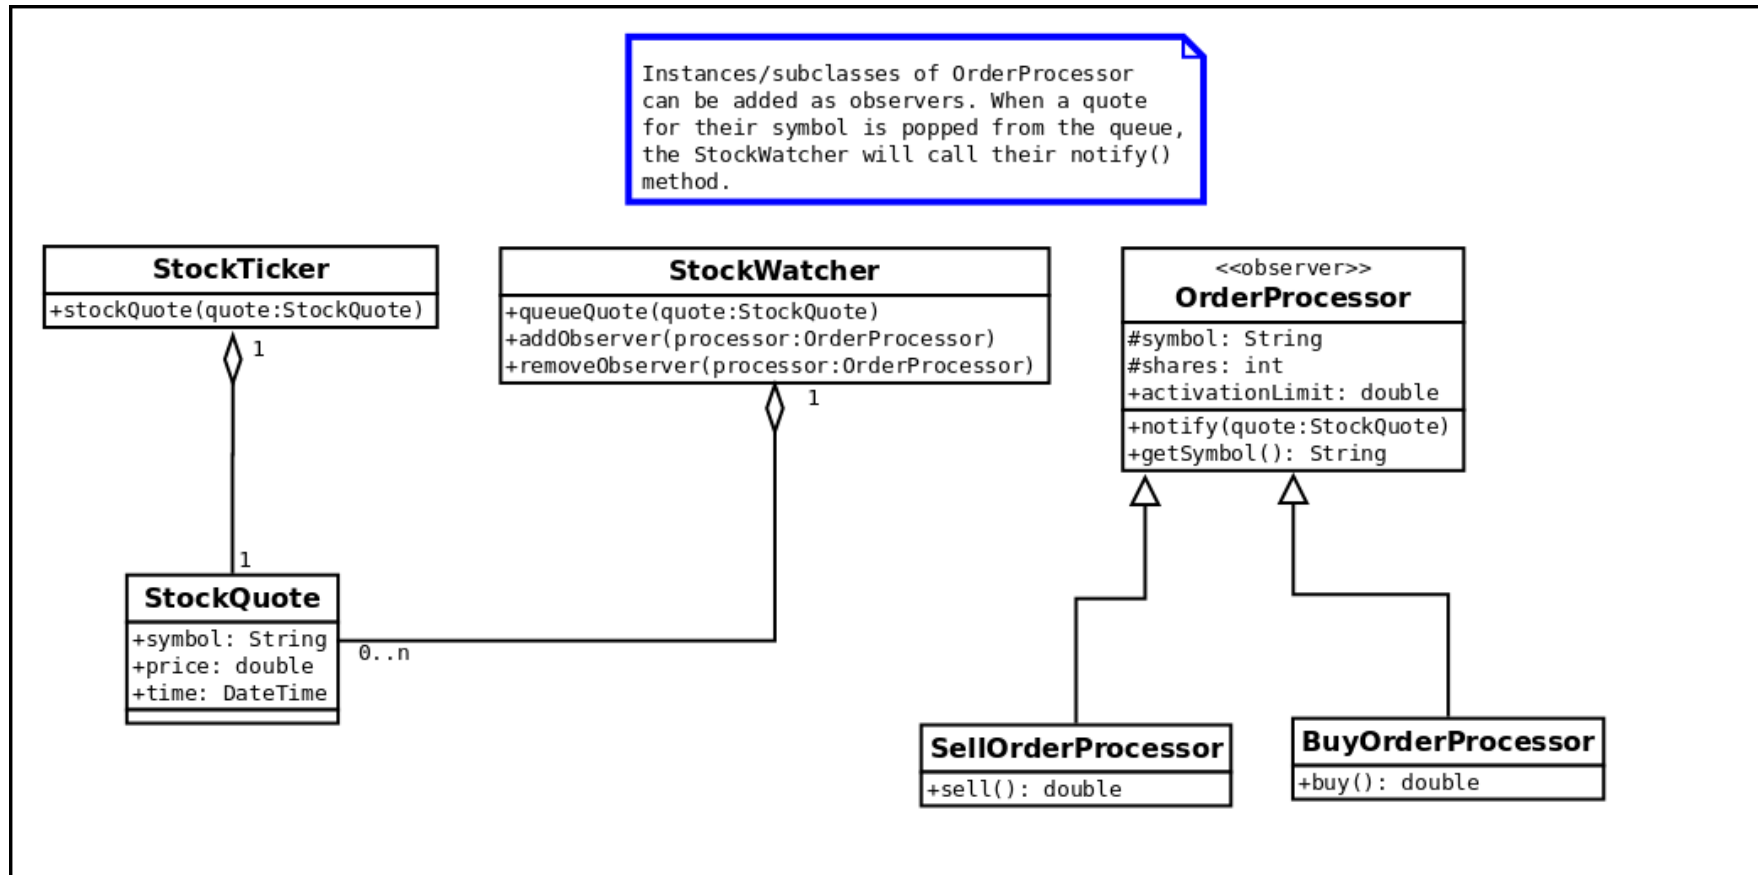 Instances/subclasses of OrderProcessor
can be added as observers. When a quote
for their symbol is popped from the queue,
the StockWatcher will call their notify()
method.
StockTicker
+stockQuote(quote:StockQuote)
1
1
StockQuote
+symbol: String
+price: double
+time: DateTime
StockWatcher
+queueQuote(quote:StockQuote)
+addObserver(processor:OrderProcessor)
+removeObserver(processor:OrderProcessor)
1
0..n
<<observer>>
OrderProcessor
#symbol: String
#shares: int
+activationLimit: double
+notify(quote:StockQuote)
+getSymbol(): String
SellOrderProcessor
+sell(): double
BuyOrderProcessor
+buy(): double